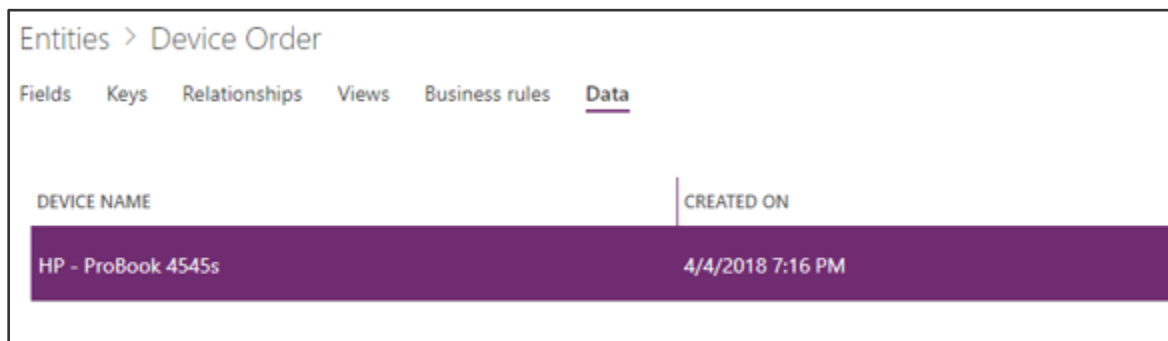 Entities > Device Order
Fields Keys Relationships Views Business rules Data
DEVICE NAME CREATED ON
HP - ProBook 4545s 4/4/2018 7:16 PM